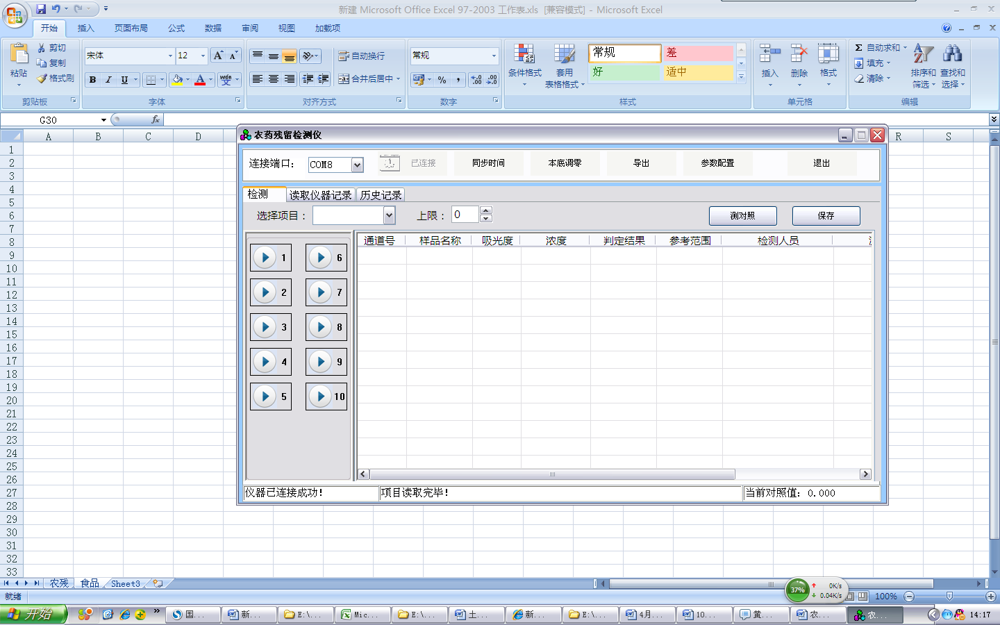 新建 Microsoft Office Excel 97-2003 工作表.xls [兼容模式] - Microsoft Excel
开始 插入 页面布局 公式 数据 审阅 视图 加载项
粘贴 剪切 复制 格式刷
宋体 12
B I U
自动换行
合并后居中
常规
条件格式 套用表格格式
常规 差
好 适中
插入 删除 格式
Σ 自动求和
填充
清除
排序和筛选 查找和选择
剪贴板 字体 对齐方式 数字 样式 单元格 编辑
G30 fx
A B C D R S
1
2
3
4
5
6
7
8
9
10
11
12
13
14
15
16
17
18
19
20
21
22
23
24
25
26
27
28
29
30
31
32
33
农药残留检测仪
连接端口： COM8 已连接 同步时间 本底调零 导出 参数配置 退出
检测 读取仪器记录 历史记录
选择项目： 上限： 0 测对照 保存
通道号 样品名称 吸光度 浓度 判定结果 参考范围 检测人员
1 6
2 7
3 8
4 9
5 10
仪器已连接成功! 项目读取完毕! 当前对照值: 0.000
农残 食品 Sheet3
就绪 37% 0K/s 0.04K/s 100%
开始 国... 新... E:\... Mic... E:\... 土... 新... E:\... 4月... 10... 黄... 农... 农... 14:17